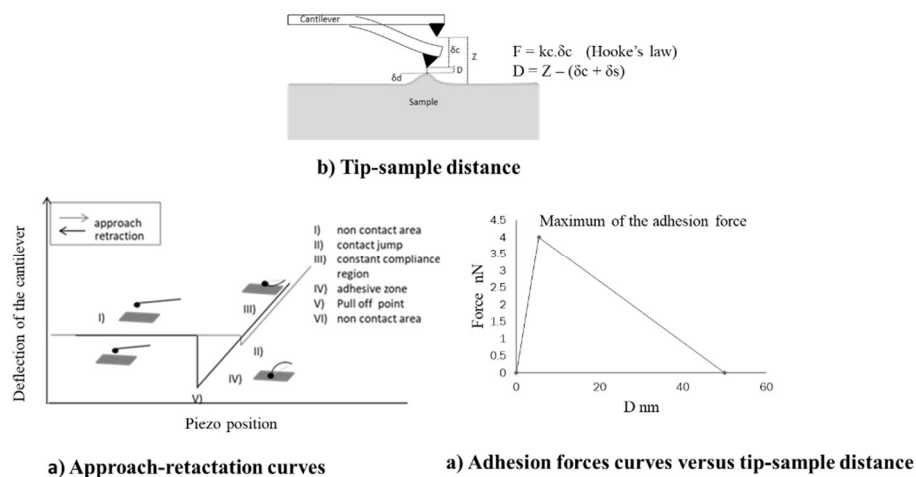 Cantilever
δc
Z
D
δd
Sample
F = kc.δc (Hooke's law)
D = Z – (δc + δs)
b) Tip-sample distance
Deflection of the cantilever
approach
retraction
I)
III)
II)
IV)
V)
I) non contact area
II) contact jump
III) constant compliance
region
IV) adhesive zone
V) Pull off point
VI) non contact area
Piezo position
a) Approach-retactation curves
Maximum of the adhesion force
Force nN
4.5
4
3.5
3
2.5
2
1.5
1
0.5
0
0 20 40 60
D nm
a) Adhesion forces curves versus tip-sample distance